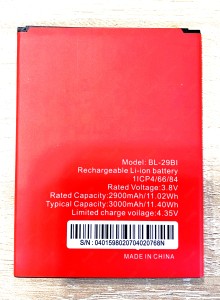 MODEL: BL-29BI
Rechargeable Li-ion battery
1ICP4/66/84
Rated Voltage:3.8V
Rated Capacity:2900mAh/11.02Wh
Typical Capacity:3000mAh/11.40Wh
Limited charge voltage:4.35V
S/N:0401598020704020768N
MADE IN CHINA